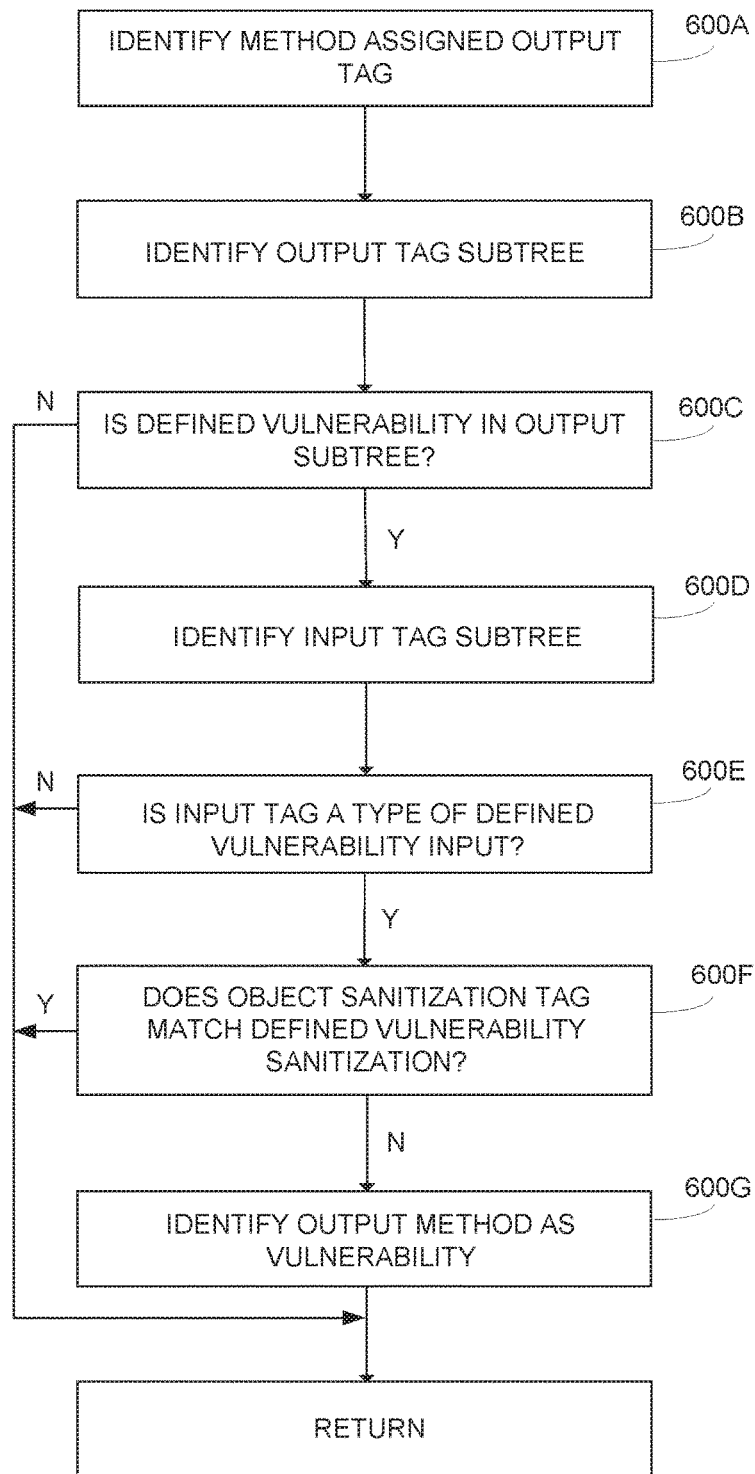 IDENTIFY METHOD ASSIGNED OUTPUT
TAG
600A
IDENTIFY OUTPUT TAG SUBTREE
600B
N
IS DEFINED VULNERABILITY IN OUTPUT
SUBTREE?
600C
Y
IDENTIFY INPUT TAG SUBTREE
600D
N
IS INPUT TAG A TYPE OF DEFINED
VULNERABILITY INPUT?
600E
Y
DOES OBJECT SANITIZATION TAG
MATCH DEFINED VULNERABILITY
SANITIZATION?
600F
Y
N
IDENTIFY OUTPUT METHOD AS
VULNERABILITY
600G
RETURN